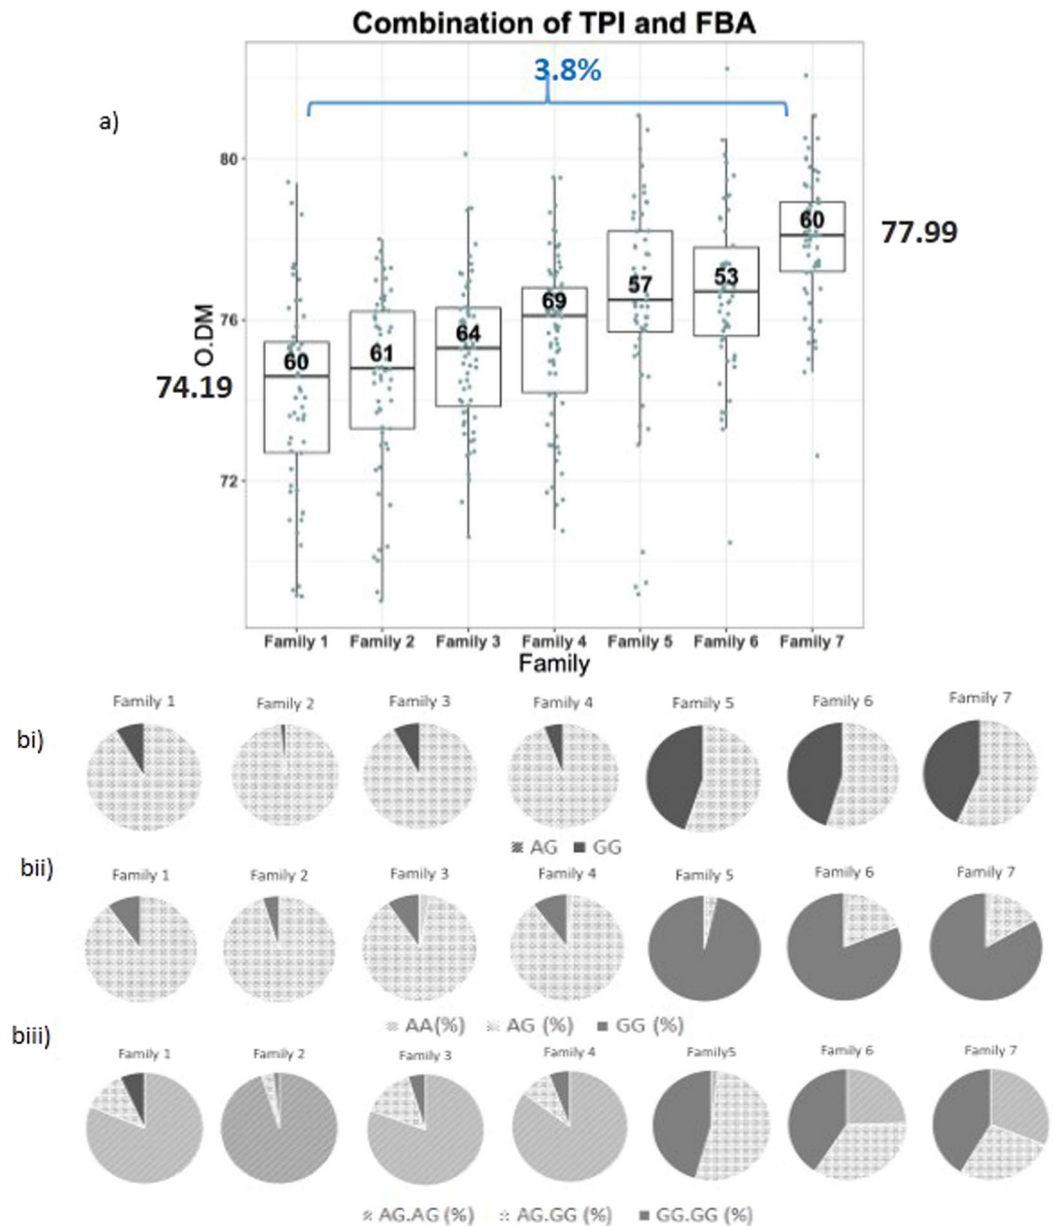 Combination of TPI and FBA
3.8%
a)
80
76
72
O.DM
74.19
77.99
60
61
64
69
57
53
60
Family 1 Family 2 Family 3 Family 4 Family 5 Family 6 Family 7
Family
bi)
Family 1 Family 2 Family 3 Family 4 Family 5 Family 6 Family 7
AG GG
bii)
Family 1 Family 2 Family 3 Family 4 Family 5 Family 6 Family 7
AA(%) AG (%) GG (%)
biii)
Family 1 Family 2 Family 3 Family 4 Family5 Family 6 Family 7
AG.AG (%) AG.GG (%) GG.GG (%)